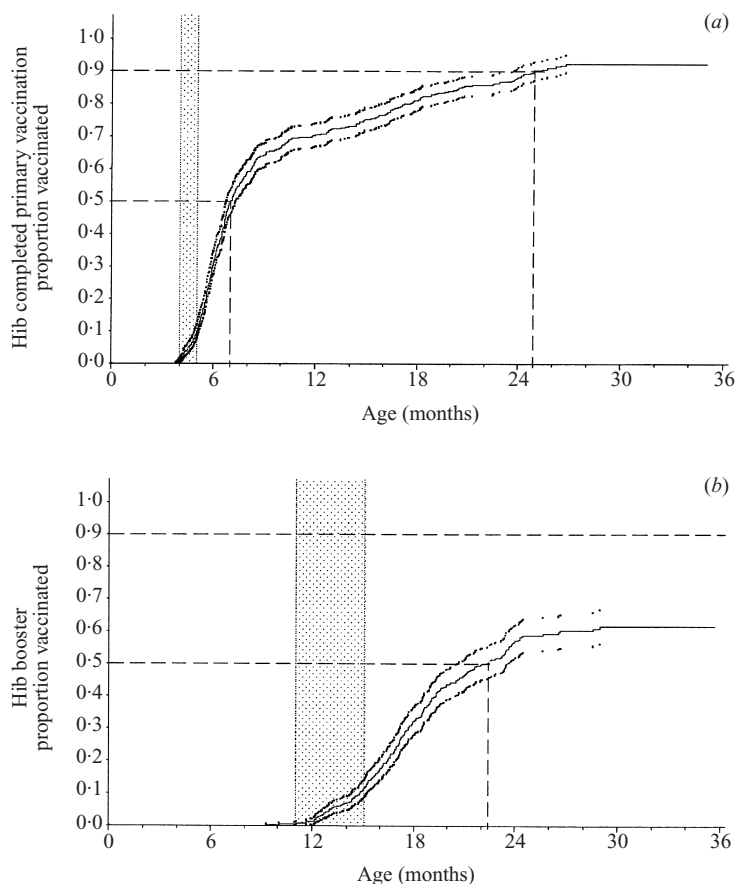 (a)
Hib completed primary vaccination
proportion vaccinated
1·0
0·9
0·8
0·7
0·6
0·5
0·4
0·3
0·2
0·1
0·0
0 6 12 18 24 30 36
Age (months)
(b)
Hib booster
proportion vaccinated
1·0
0·9
0·8
0·7
0·6
0·5
0·4
0·3
0·2
0·1
0·0
0 6 12 18 24 30 36
Age (months)